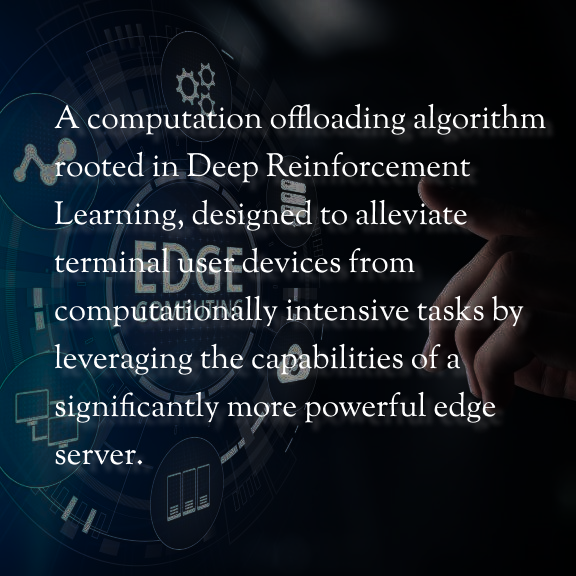 A computation offloading algorithm
rooted in Deep Reinforcement
Learning, designed to alleviate
terminal user devices from
EDGE
COMPUTING
computationally intensive tasks by
leveraging the capabilities of a
significantly more powerful edge
server.